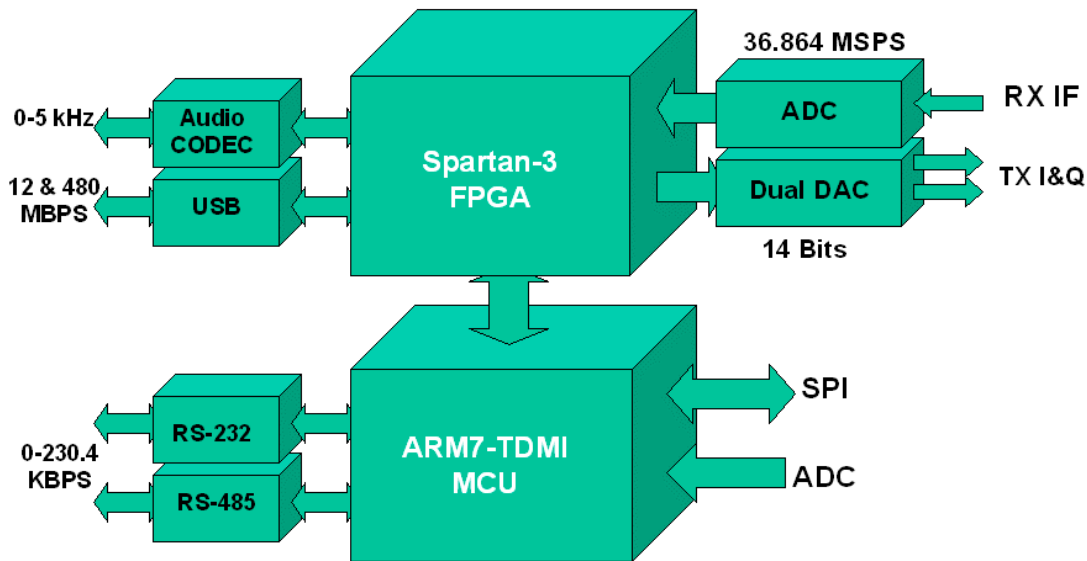 36.864 MSPS
0-5 kHz
Audio
CODEC
ADC
RX IF
Spartan-3
FPGA
12 & 480
MBPS
USB
Dual DAC
TX I&Q
14 Bits
RS-232
SPI
0-230.4
KBPS
ARM7-TDMI
MCU
ADC
RS-485